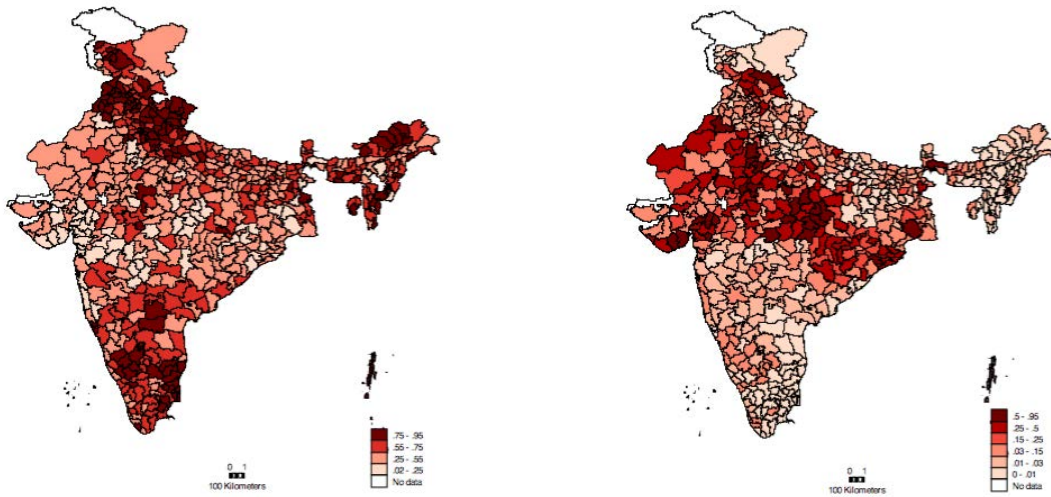 .75 - .95
.55 - .75
.25 - .55
.02 - .25
No data
0 1
100 Kilometers
.5 - .95
.25 - .5
.15 - .25
.03 - .15
.01 - .03
0 - .01
No data
0 1
100 Kilometers